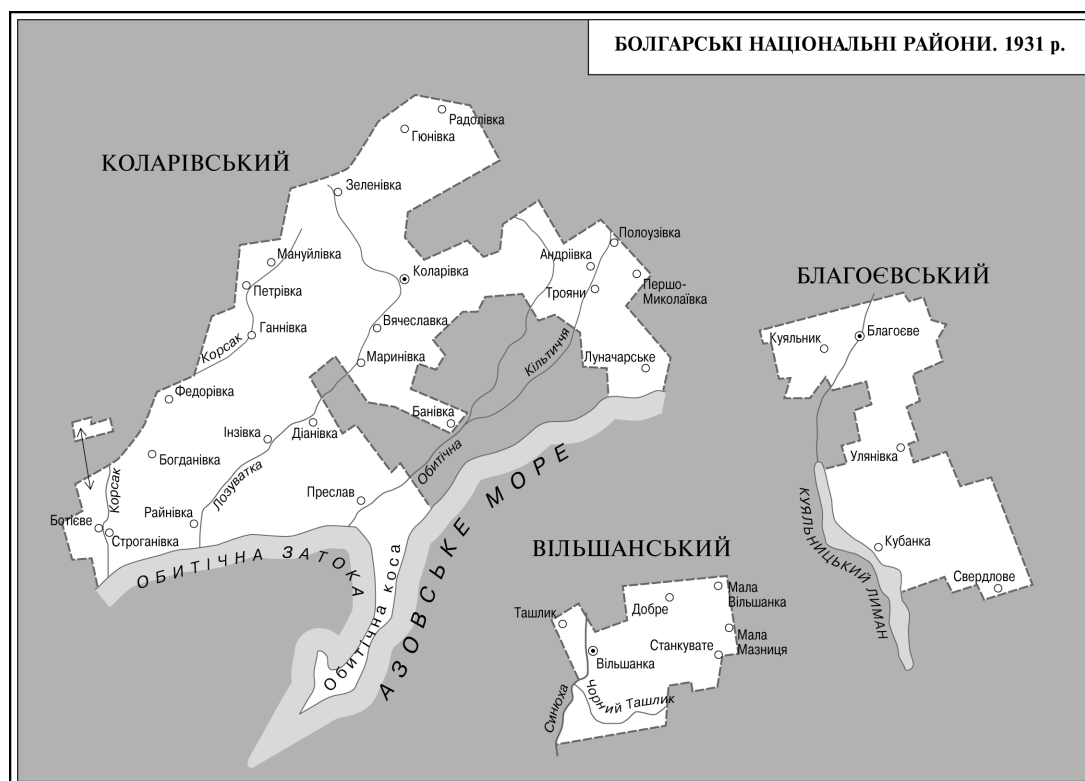 БОЛГАРСЬКІ НАЦІОНАЛЬНІ РАЙОНИ. 1931 р.
КОЛАРІВСЬКИЙ
Радолівка
Гюнівка
Зеленівка
Мануйлівка
Петрівка
Коларівка
Ганнівка
Корсак
Вячеславка
Маринівка
Федорівка
Андріївка
Полоузівка
Трояни
Першо-
Миколаївка
Кільтиччя
Луначарське
Банівка
Обитічна
Інзівка
Діанівка
Богданівка
Лозуватка
Корсак
Преслав
Ботієве
Райнівка
Строганівка
ОБИТІЧНА ЗАТОКА
Обитічна коса
АЗОВСЬКЕ МОРЕ
БЛАГОЄВСЬКИЙ
Куяльник
Благоєве
Улянівка
КУЯЛЬНИЦЬКИЙ ЛИМАН
Кубанка
Свердлове
ВІЛЬШАНСЬКИЙ
Ташлик
Добре
Мала
Вільшанка
Станкувате
Мала
Мазниця
Вільшанка
Чорний Ташлик
Синюха